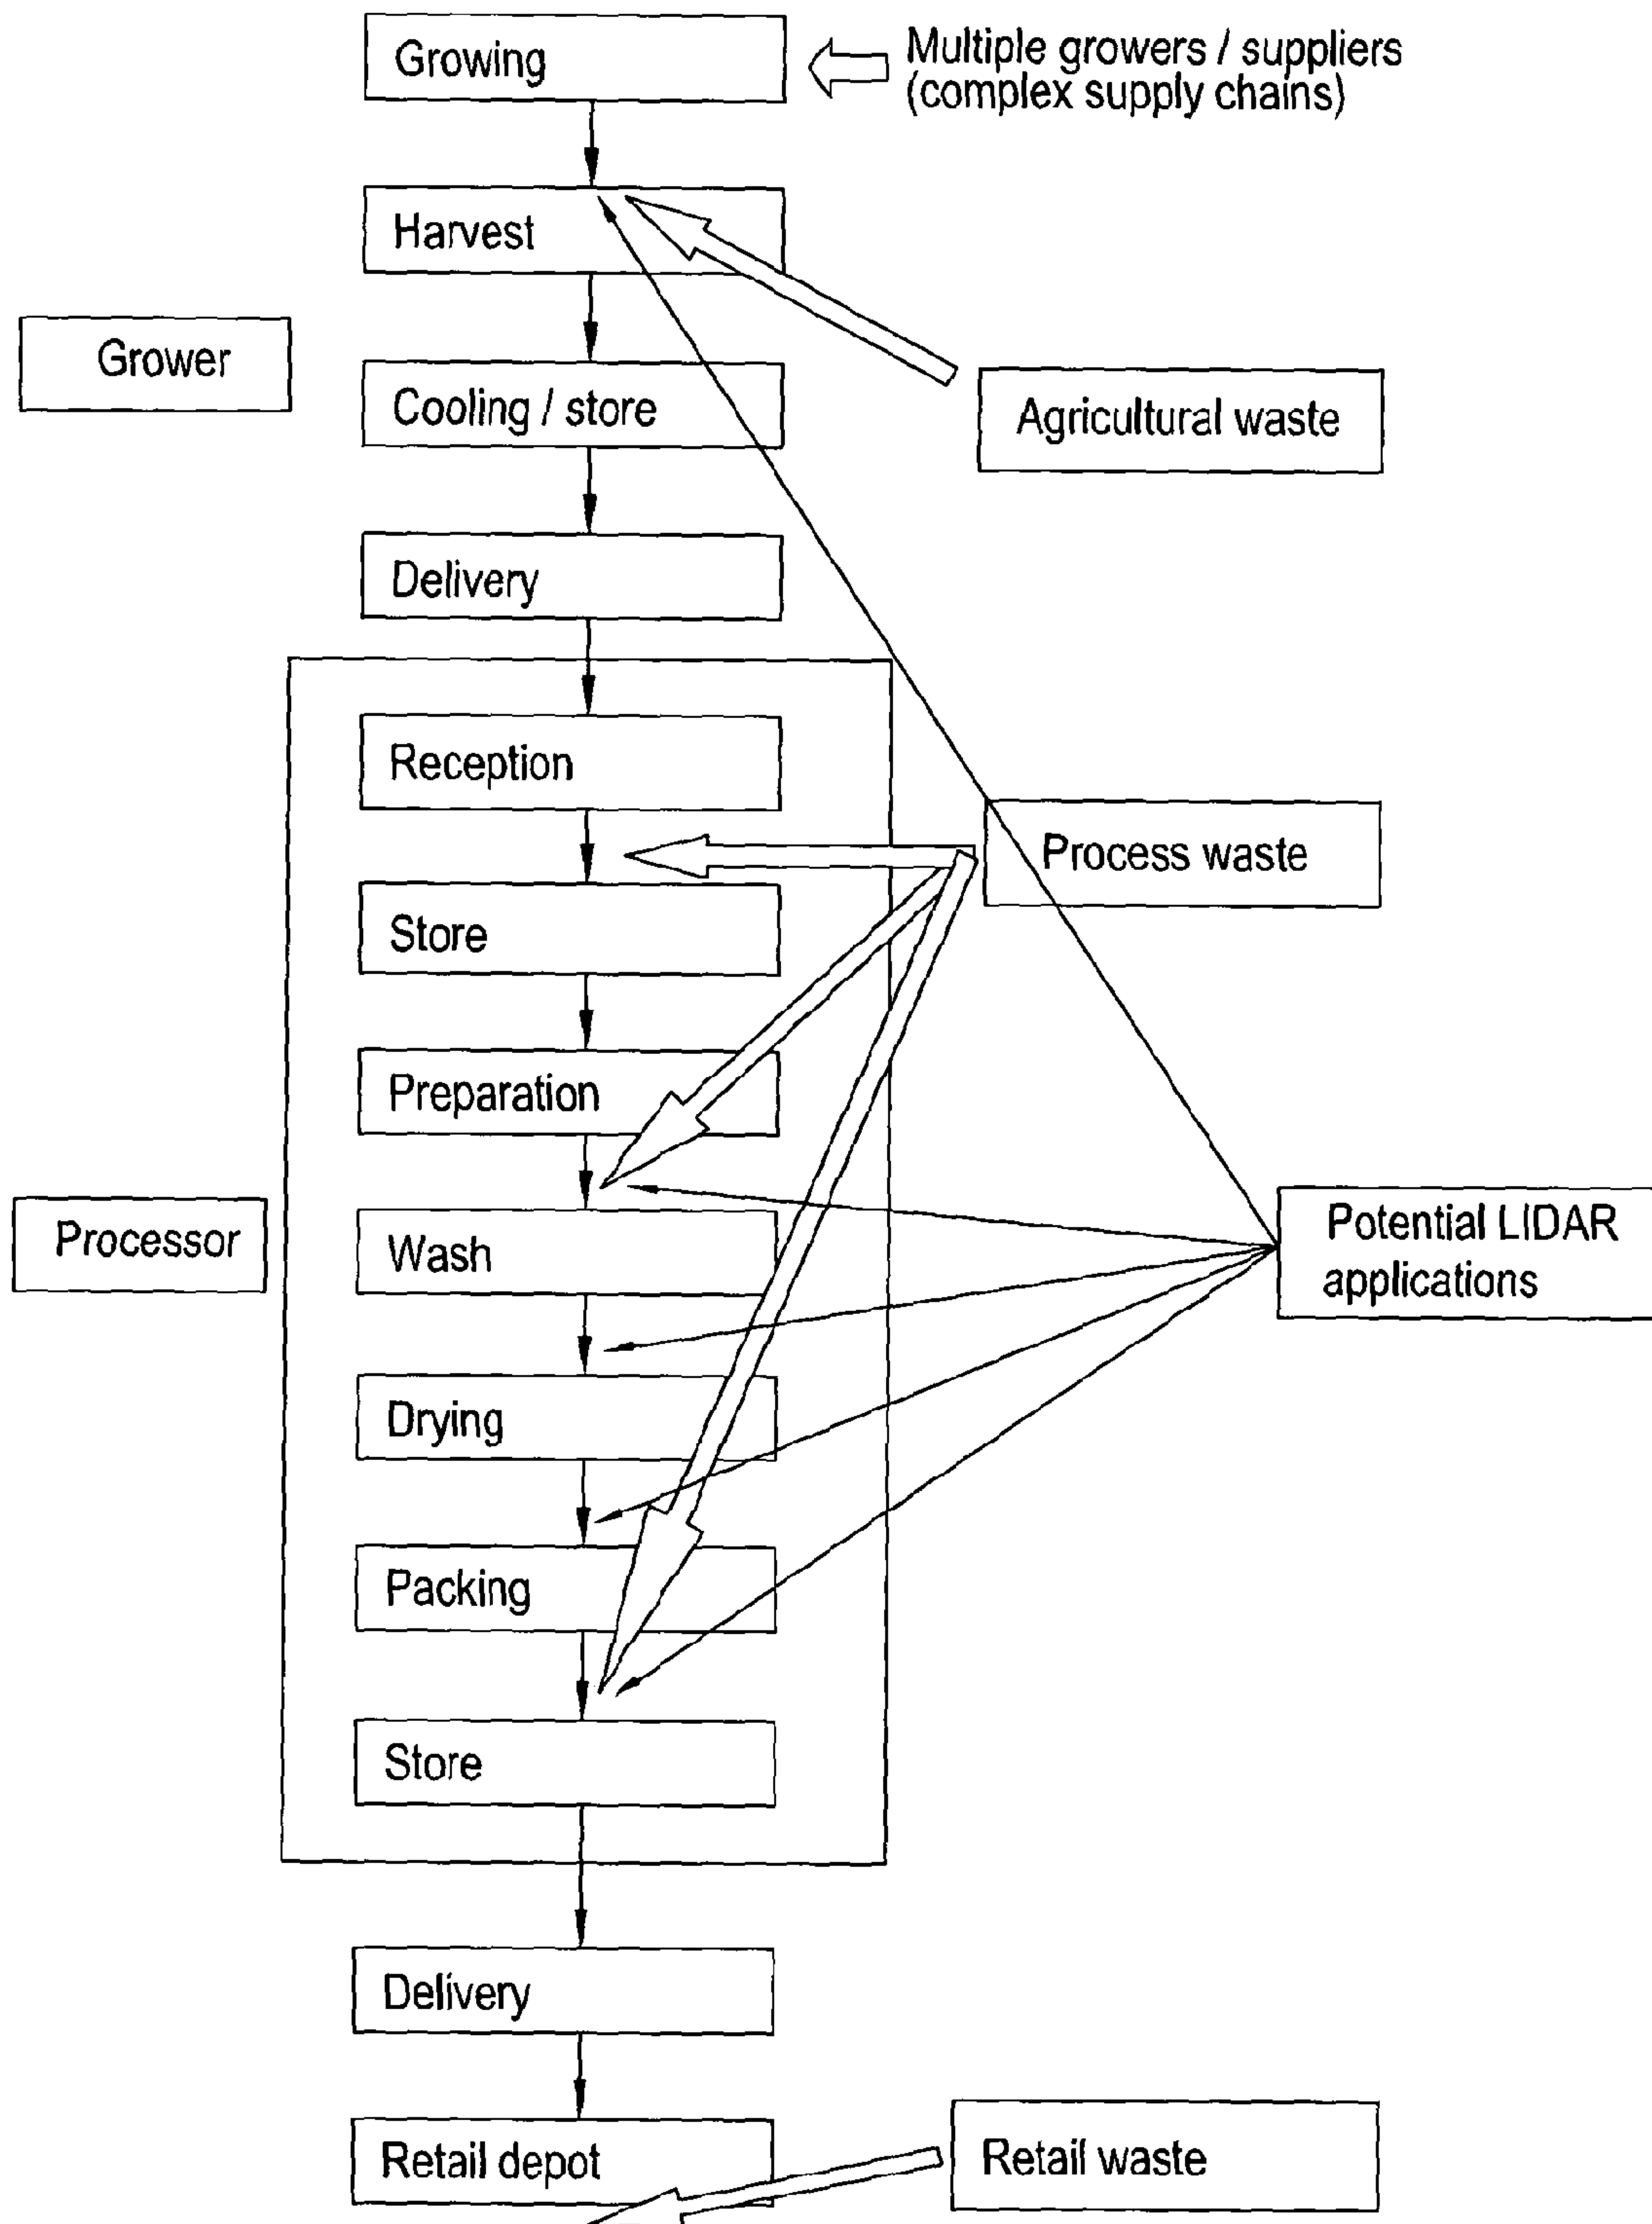 Growing
Multiple growers / suppliers
(complex supply chains)
Harvest
Grower
Cooling / store
Agricultural waste
Delivery
Reception
Process waste
Store
Preparation
Processor
Wash
Potential LIDAR
applications
Drying
Packing
Store
Delivery
Retail depot
Retail waste